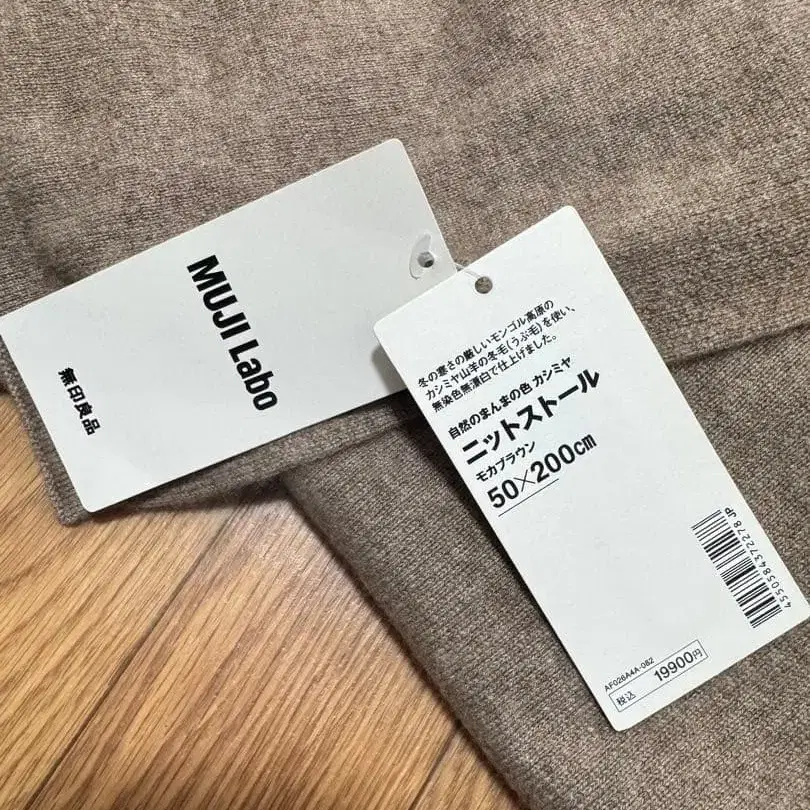 MUJI Labo
無印良品
冬の寒さの厳しいモンゴル高原の
カシミヤ山羊の冬毛(うぶ毛)を使い、
無染色無漂白で仕上げました。
自然のまんまの色 カシミヤ
ニットストール
モカブラウン
50×200cm
4550584372278 JP
AF026A4A-082
税込 19900円